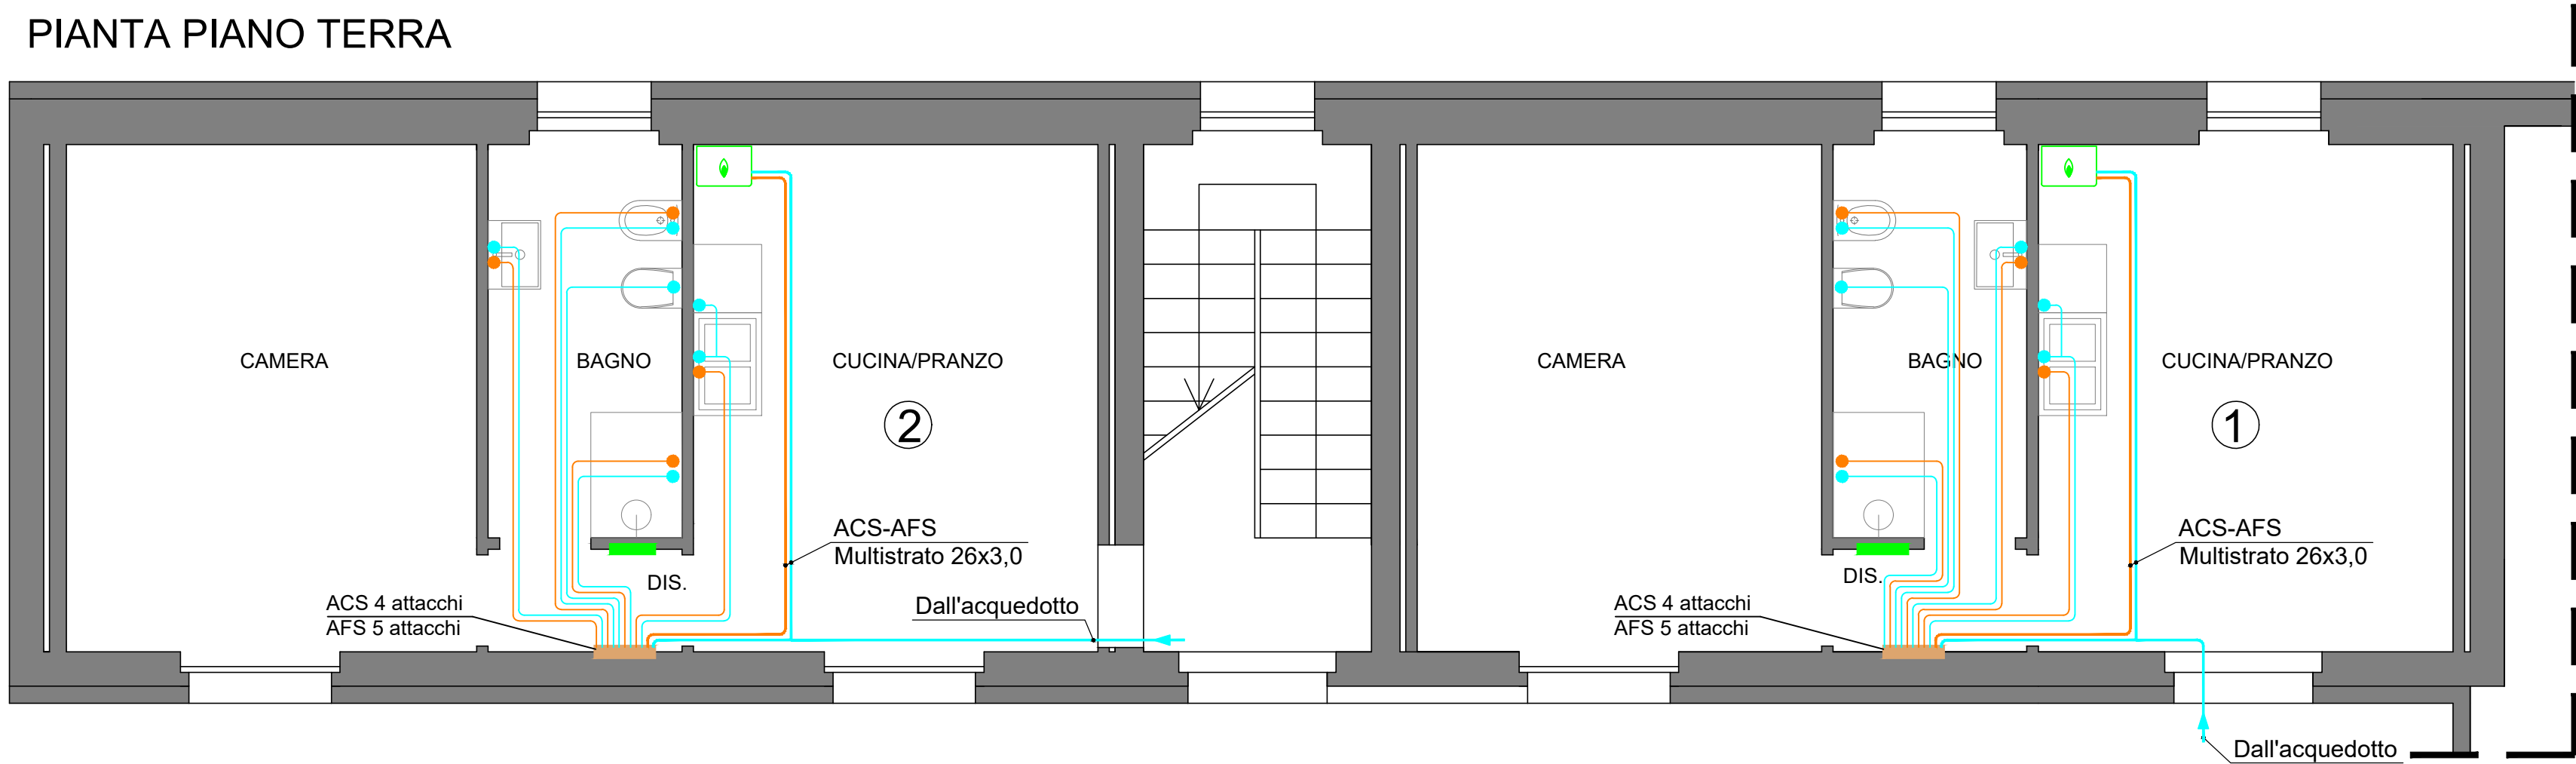 PIANTA PIANO TERRA
CAMERA
BAGNO
CUCINA/PRANZO
2
ACS-AFS
Multistrato 26x3,0
DIS.
ACS 4 attacchi
AFS 5 attacchi
Dall'acquedotto
CAMERA
BAGNO
CUCINA/PRANZO
1
ACS-AFS
Multistrato 26x3,0
DIS.
ACS 4 attacchi
AFS 5 attacchi
Dall'acquedotto